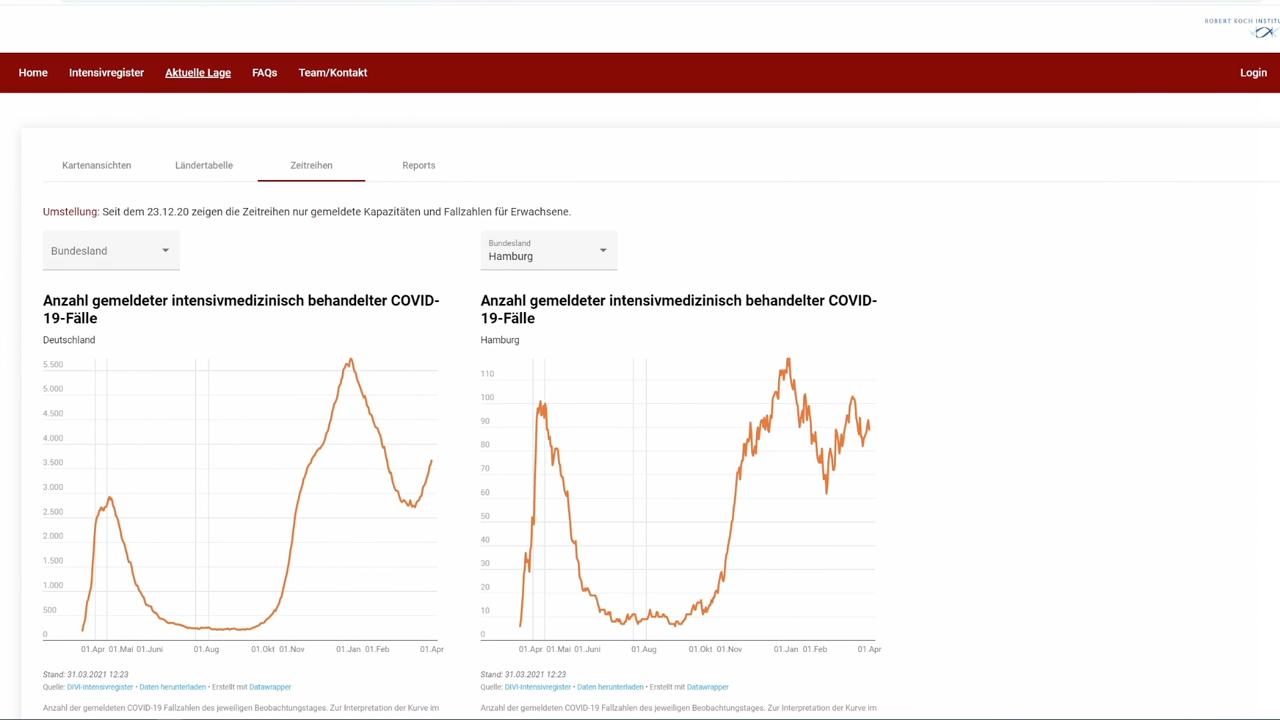 ROBERT KOCH INSTITU
Home Intensivregister Aktuelle Lage FAQs Team/Kontakt Login
Kartenansichten Ländertabelle Zeitreihen Reports
Umstellung: Seit dem 23.12.20 zeigen die Zeitreihen nur gemeldete Kapazitäten und Fallzahlen für Erwachsene.
Bundesland
Bundesland
Hamburg
Anzahl gemeldeter intensivmedizinisch behandelter COVID-
19-Fälle
Deutschland
5.500
5.000
4.500
4.000
3.500
3.000
2.500
2.000
1.500
1.000
500
0
01.Apr 01.Mai 01.Juni 01.Aug 01.Okt 01.Nov 01.Jan 01.Feb 01.Apr
Stand: 31.03.2021 12:23
Quelle: DIVI-Intensivregister • Daten herunterladen • Erstellt mit Datawrapper
Anzahl der gemeldeten COVID-19 Fallzahlen des jeweiligen Beobachtungstages. Zur Interpretation der Kurve im
Anzahl gemeldeter intensivmedizinisch behandelter COVID-
19-Fälle
Hamburg
110
100
90
80
70
60
50
40
30
20
10
0
01.Apr 01.Mai 01.Juni 01.Aug 01.Okt 01.Nov 01.Jan 01.Feb 01.Apr
Stand: 31.03.2021 12:23
Quelle: DIVI-Intensivregister • Daten herunterladen • Erstellt mit Datawrapper
Anzahl der gemeldeten COVID-19 Fallzahlen des jeweiligen Beobachtungstages. Zur Interpretation der Kurve im